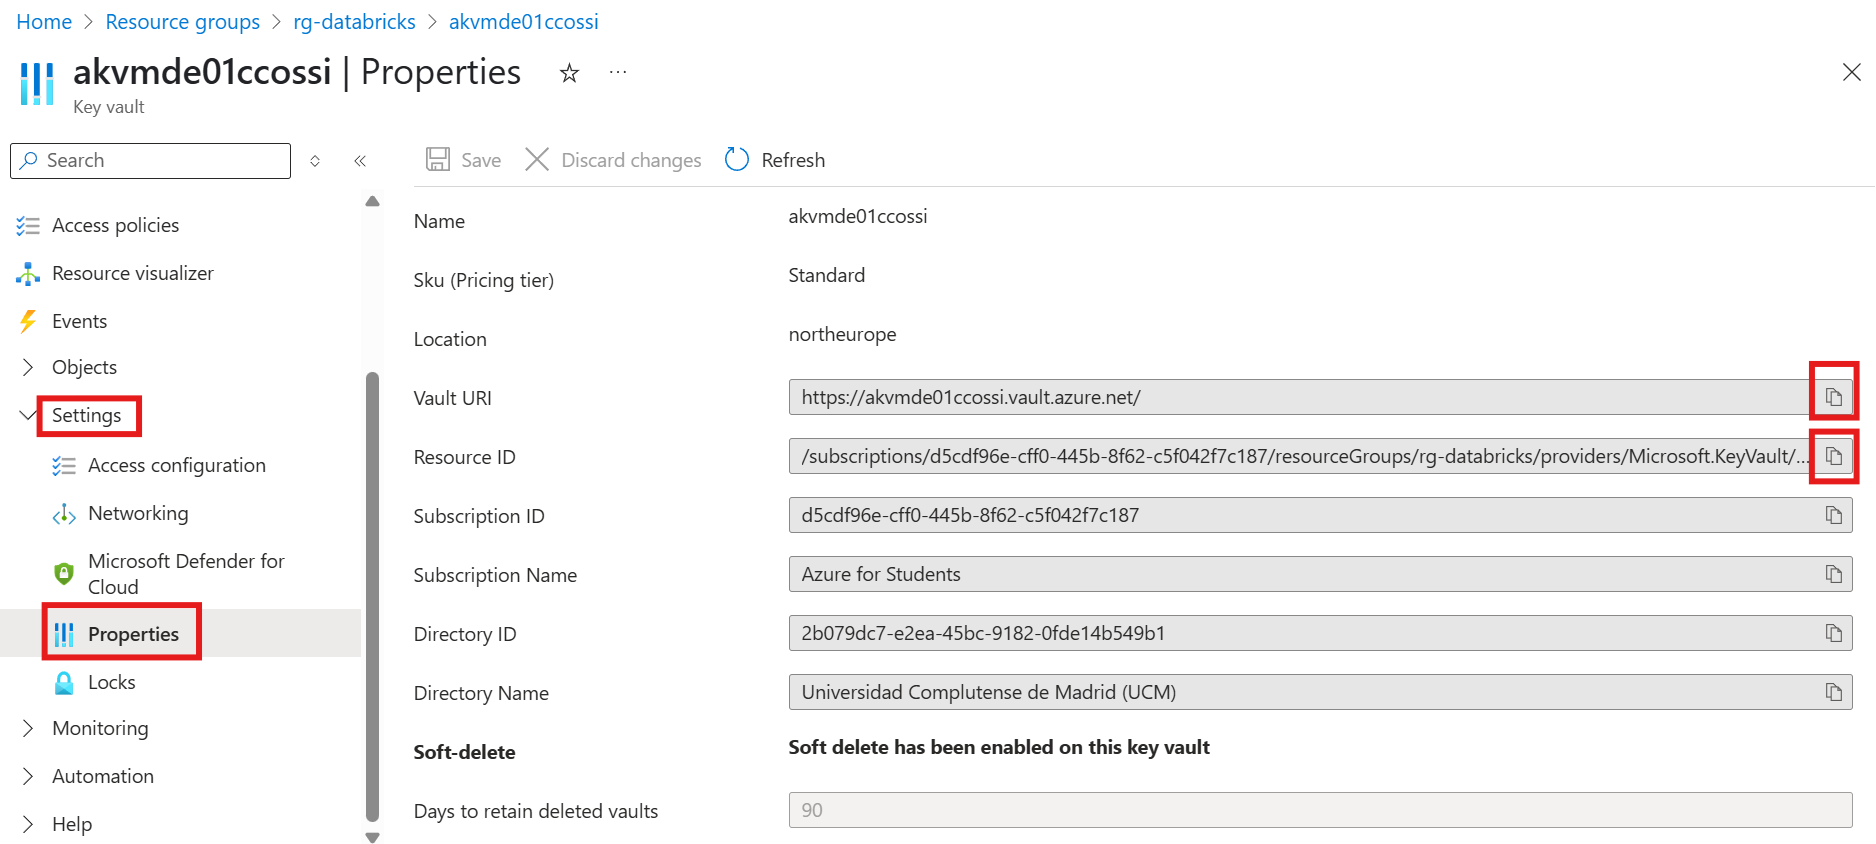 Home > Resource groups > rg-databricks > akvmde01ccossi
akvmde01ccossi | Properties
Key vault
Search
Save
Discard changes
Refresh
Access policies
Resource visualizer
Events
Objects
Settings
Access configuration
Networking
Microsoft Defender for
Cloud
Properties
Locks
Monitoring
Automation
Help
Name
akvmde01ccossi
Sku (Pricing tier)
Standard
Location
northeurope
Vault URI
https://akvmde01ccossi.vault.azure.net/
Resource ID
/subscriptions/d5cdf96e-cff0-445b-8f62-c5f042f7c187/resourceGroups/rg-databricks/providers/Microsoft.KeyVault/...
Subscription ID
d5cdf96e-cff0-445b-8f62-c5f042f7c187
Subscription Name
Azure for Students
Directory ID
2b079dc7-e2ea-45bc-9182-0fde14b549b1
Directory Name
Universidad Complutense de Madrid (UCM)
Soft-delete
Soft delete has been enabled on this key vault
Days to retain deleted vaults
90